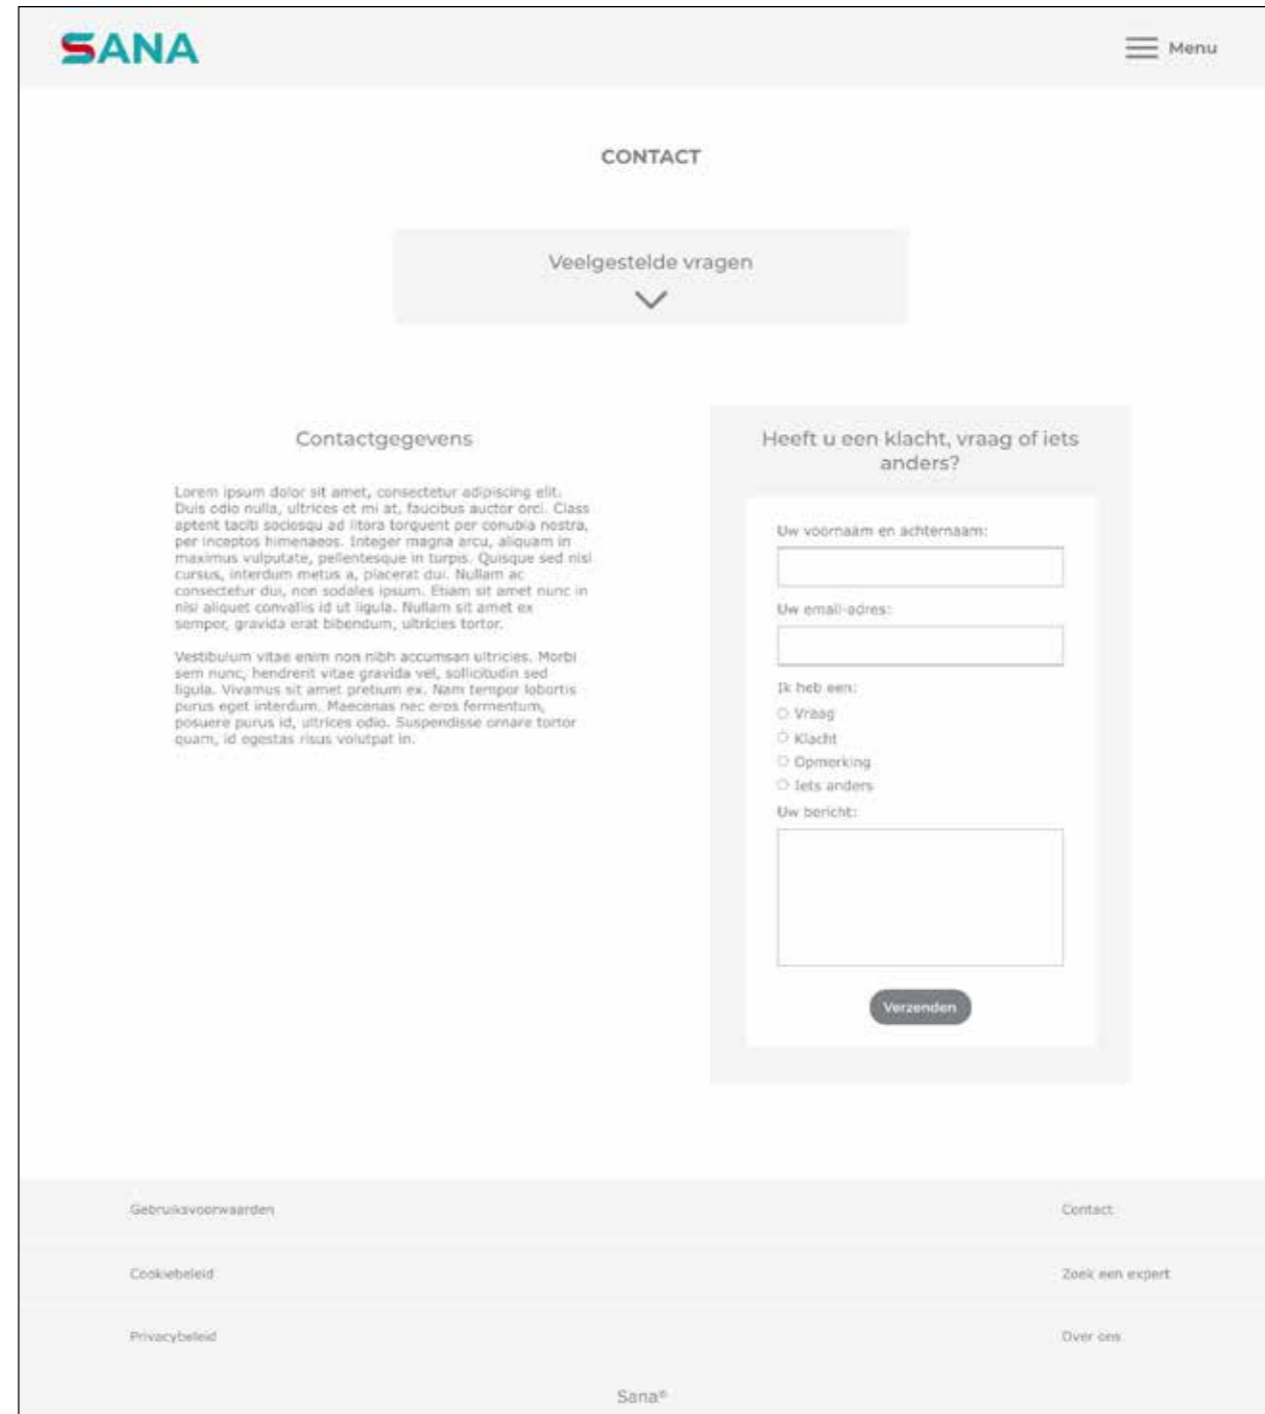 SANA
Menu
CONTACT
Veelgestelde vragen
Contactgegevens
Lorem ipsum dolor sit amet, consectetur adipiscing elit.
Duis odio nulla, ultrices et mi at, faucibus auctor orci. Class
aptent taciti sociosqu ad litora torquent per conubia nostra,
per inceptos himenaeos. Integer magna arcu, aliquam in
maximus vulputate, pellentesque in turpis. Quisque sed nisl
cursus, interdum metus a, placerat dui. Nullam ac
consectetur dui, non sodales ipsum. Etiam sit amet nunc in
nisi aliquet convallis id ut ligula. Nullam sit amet ex
semper, gravida erat bibendum, ultricies tortor.
Vestibulum vitae enim non nibh accumsan ultricies. Morbi
sem nunc, hendrerit vitae gravida vel, sollicitudin sed
ligula. Vivamus sit amet pretium ex. Nam tempor lobortis
purus eget interdum. Maecenas nec eros fermentum,
posuere purus id, ultrices odio. Suspendisse ornare tortor
quam, id egestas risus volutpat in.
Heeft u een klacht, vraag of iets
anders?
Uw voornaam en achternaam:
Uw email-adres:
Ik heb een:
Vraag
Klacht
Opmerking
Iets anders
Uw bericht:
Verzenden
Gebruiksvoorwaarden
Contact
Cookiebeleid
Zoek een expert
Privacybeleid
Over ons
Sana©